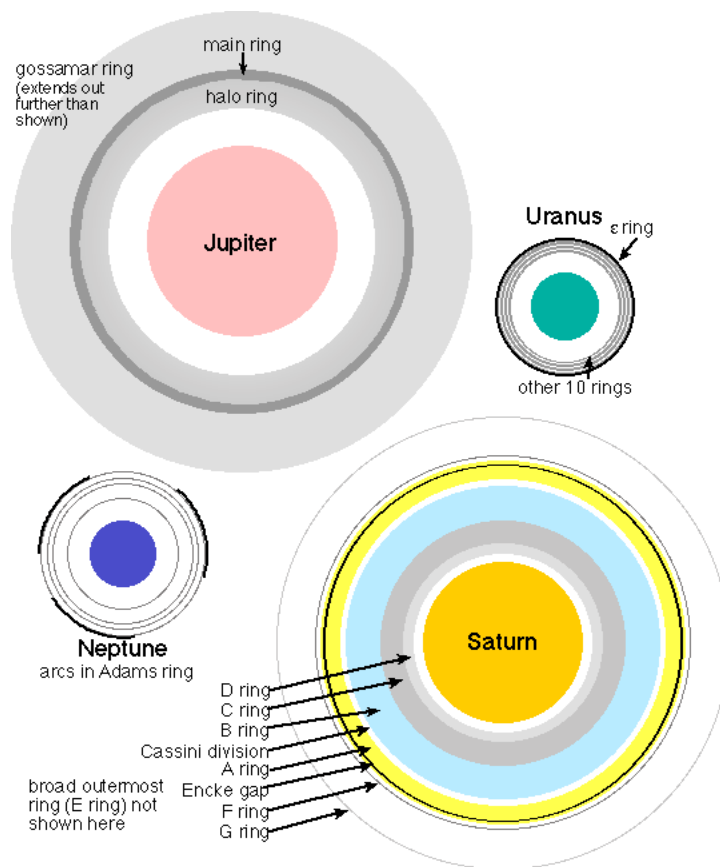 main ring
gossamar ring
(extends out
further than
shown)
halo ring
Jupiter
Uranus
ε ring
other 10 rings
Neptune
arcs in Adams ring
Saturn
D ring
C ring
B ring
Cassini division
A ring
Encke gap
F ring
G ring
broad outermost
ring (E ring) not
shown here